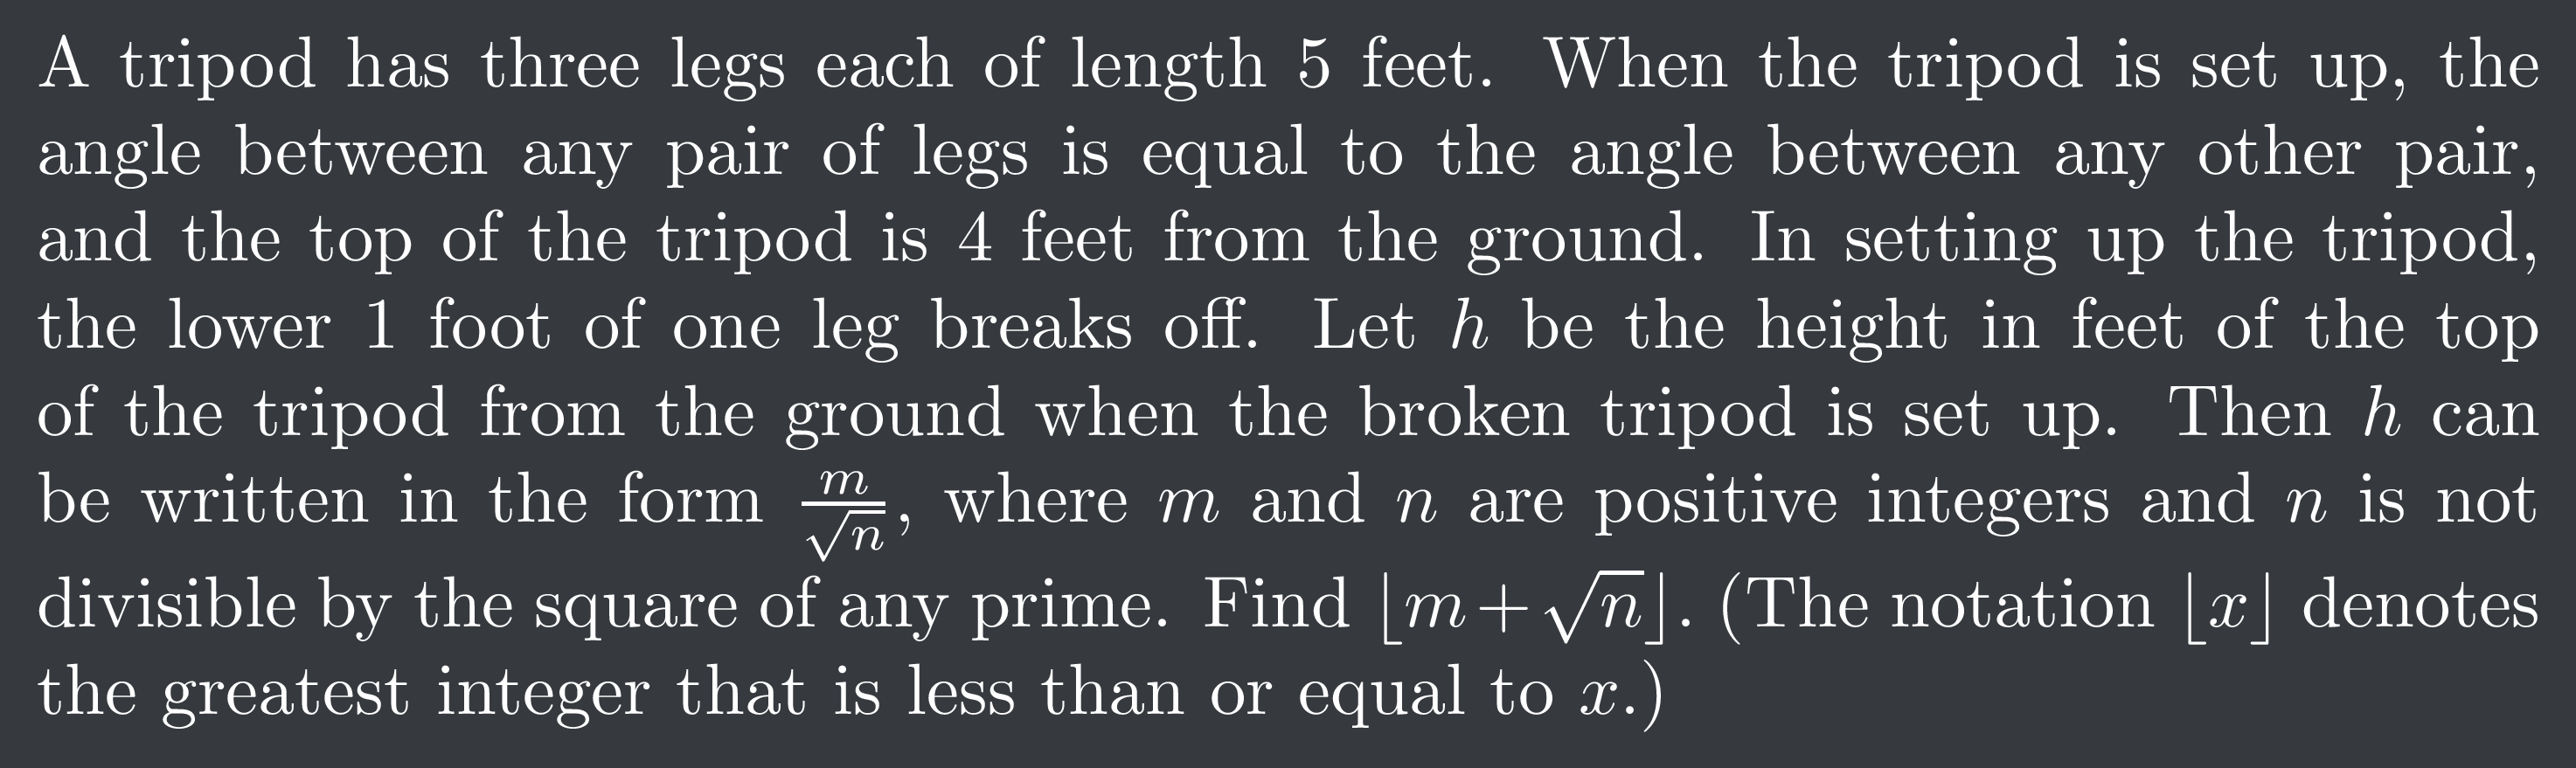 A tripod has three legs each of length 5 feet. When the tripod is set up, the
angle between any pair of legs is equal to the angle between any other pair,
and the top of the tripod is 4 feet from the ground. In setting up the tripod,
the lower 1 foot of one leg breaks off. Let h be the height in feet of the top
of the tripod from the ground when the broken tripod is set up. Then h can
be written in the form \frac{m}{\sqrt{n}}, where m and n are positive integers and n is not
divisible by the square of any prime. Find ⌊m+√n⌋. (The notation ⌊x⌋ denotes
the greatest integer that is less than or equal to x.)